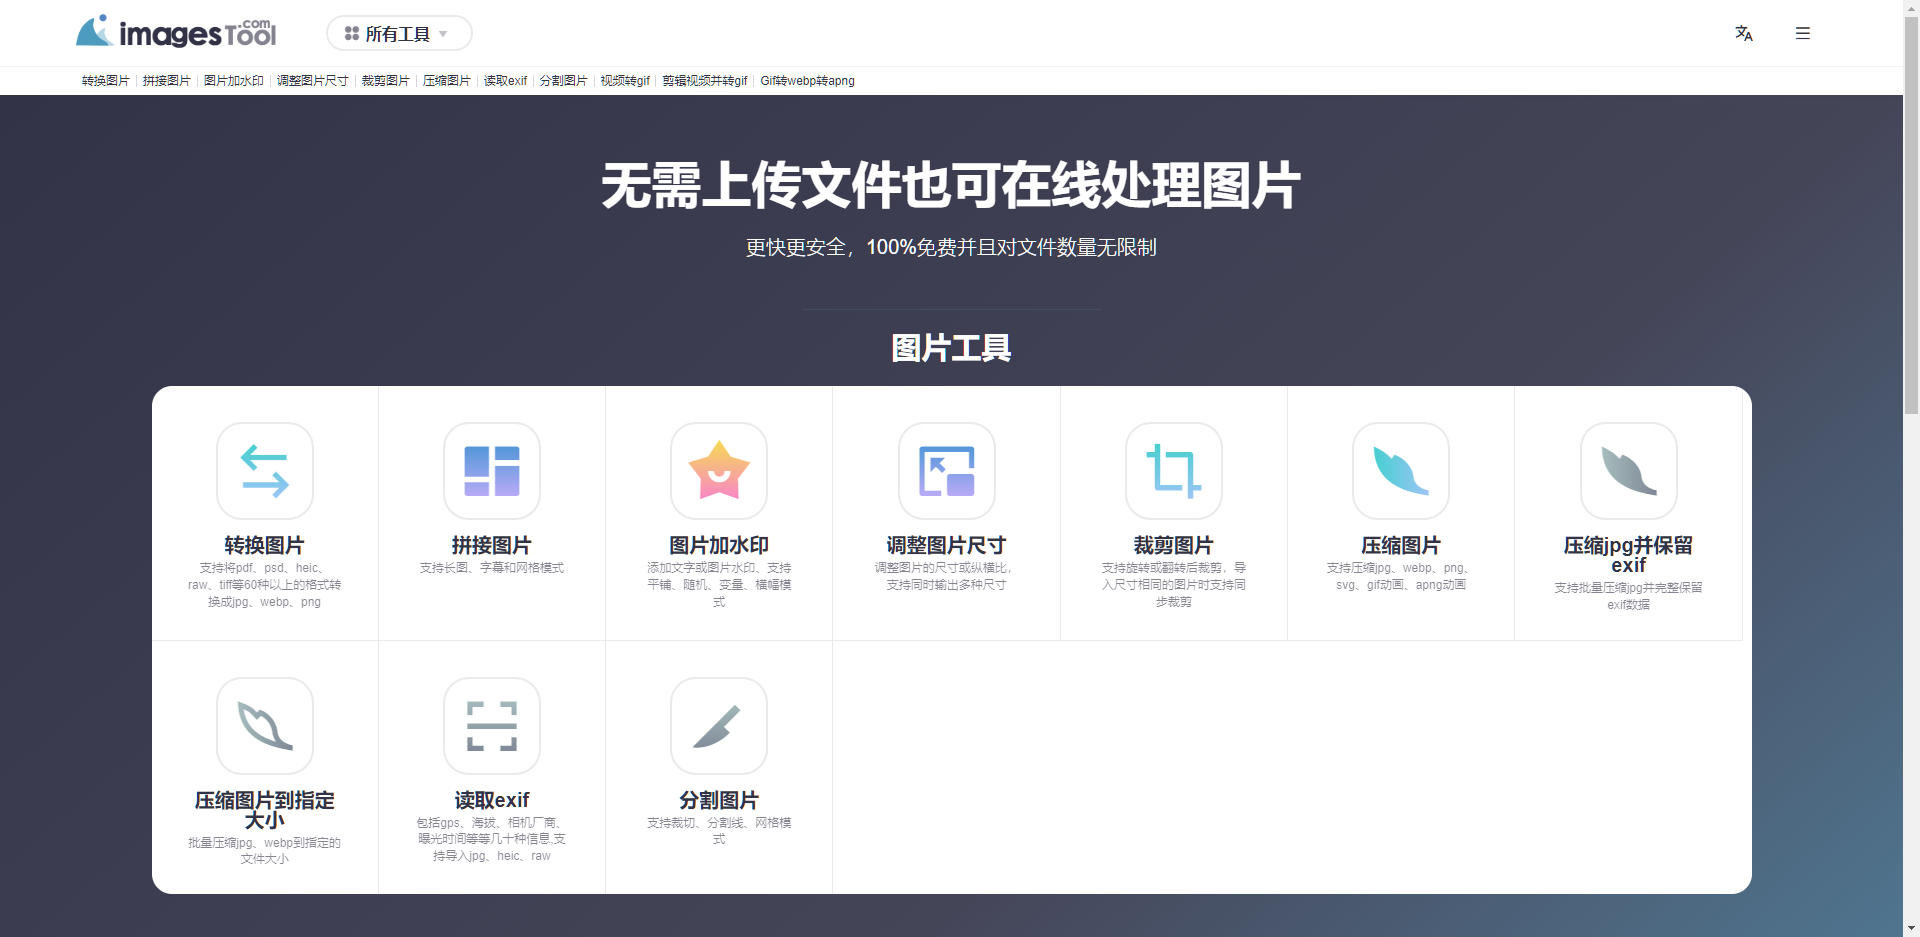 imagesTool.com
所有工具
转换图片
拼接图片
图片加水印
调整图片尺寸
裁剪图片
压缩图片
读取exif
分割图片
视频转gif
剪辑视频并转gif
Gif转webp转apng
无需上传文件也可在线处理图片
更快更安全，100%免费并且对文件数量无限制
图片工具
转换图片
支持将pdf、psd、heic、
raw、tiff等60种以上的格式转
换成jpg、webp、png
拼接图片
支持长图、字幕和网格模式
图片加水印
添加文字或图片水印、支持
平铺、随机、变量、横幅模
式
调整图片尺寸
调整图片的尺寸或纵横比，
支持同时输出多种尺寸
裁剪图片
支持旋转或翻转后裁剪，导
入尺寸相同的图片时支持同
步裁剪
压缩图片
支持压缩jpg、webp、png、
svg、gif动画、apng动画
压缩jpg并保留
exif
支持批量压缩jpg并完整保留
exif数据
压缩图片到指定
大小
批量压缩jpg、webp到指定的
文件大小
读取exif
包括gps、海拔、相机厂商、
曝光时间等等几十种信息,支
持导入jpg、heic、raw
分割图片
支持裁切、分割线、网格模
式